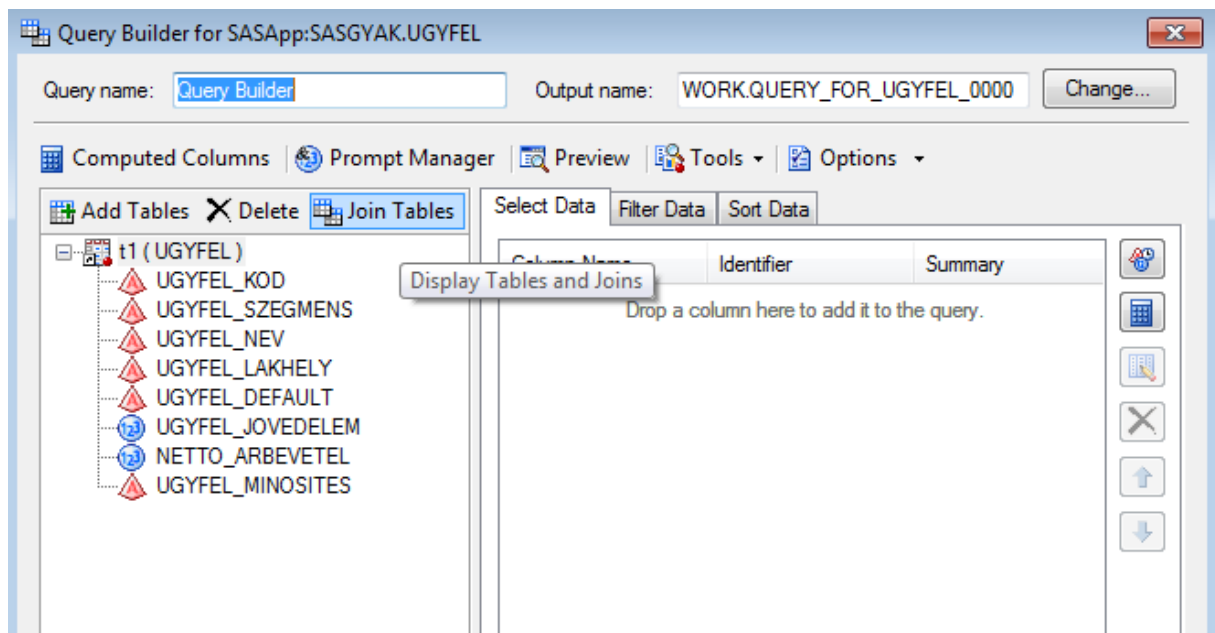 Query Builder for SASApp:SASGYAK.UGYFEL
Query name: Query Builder Output name: WORK.QUERY_FOR_UGYFEL_0000 Change...
Computed Columns Prompt Manager Preview Tools Options
Add Tables Delete Join Tables
Select Data Filter Data Sort Data
t1 ( UGYFEL )
UGYFEL_KOD
UGYFEL_SZEGMENS
UGYFEL_NEV
UGYFEL_LAKHELY
UGYFEL_DEFAULT
UGYFEL_JOVEDELEM
NETTO_ARBEVETEL
UGYFEL_MINOSITES
Display Tables and Joins
Identifier Summary
Drop a column here to add it to the query.